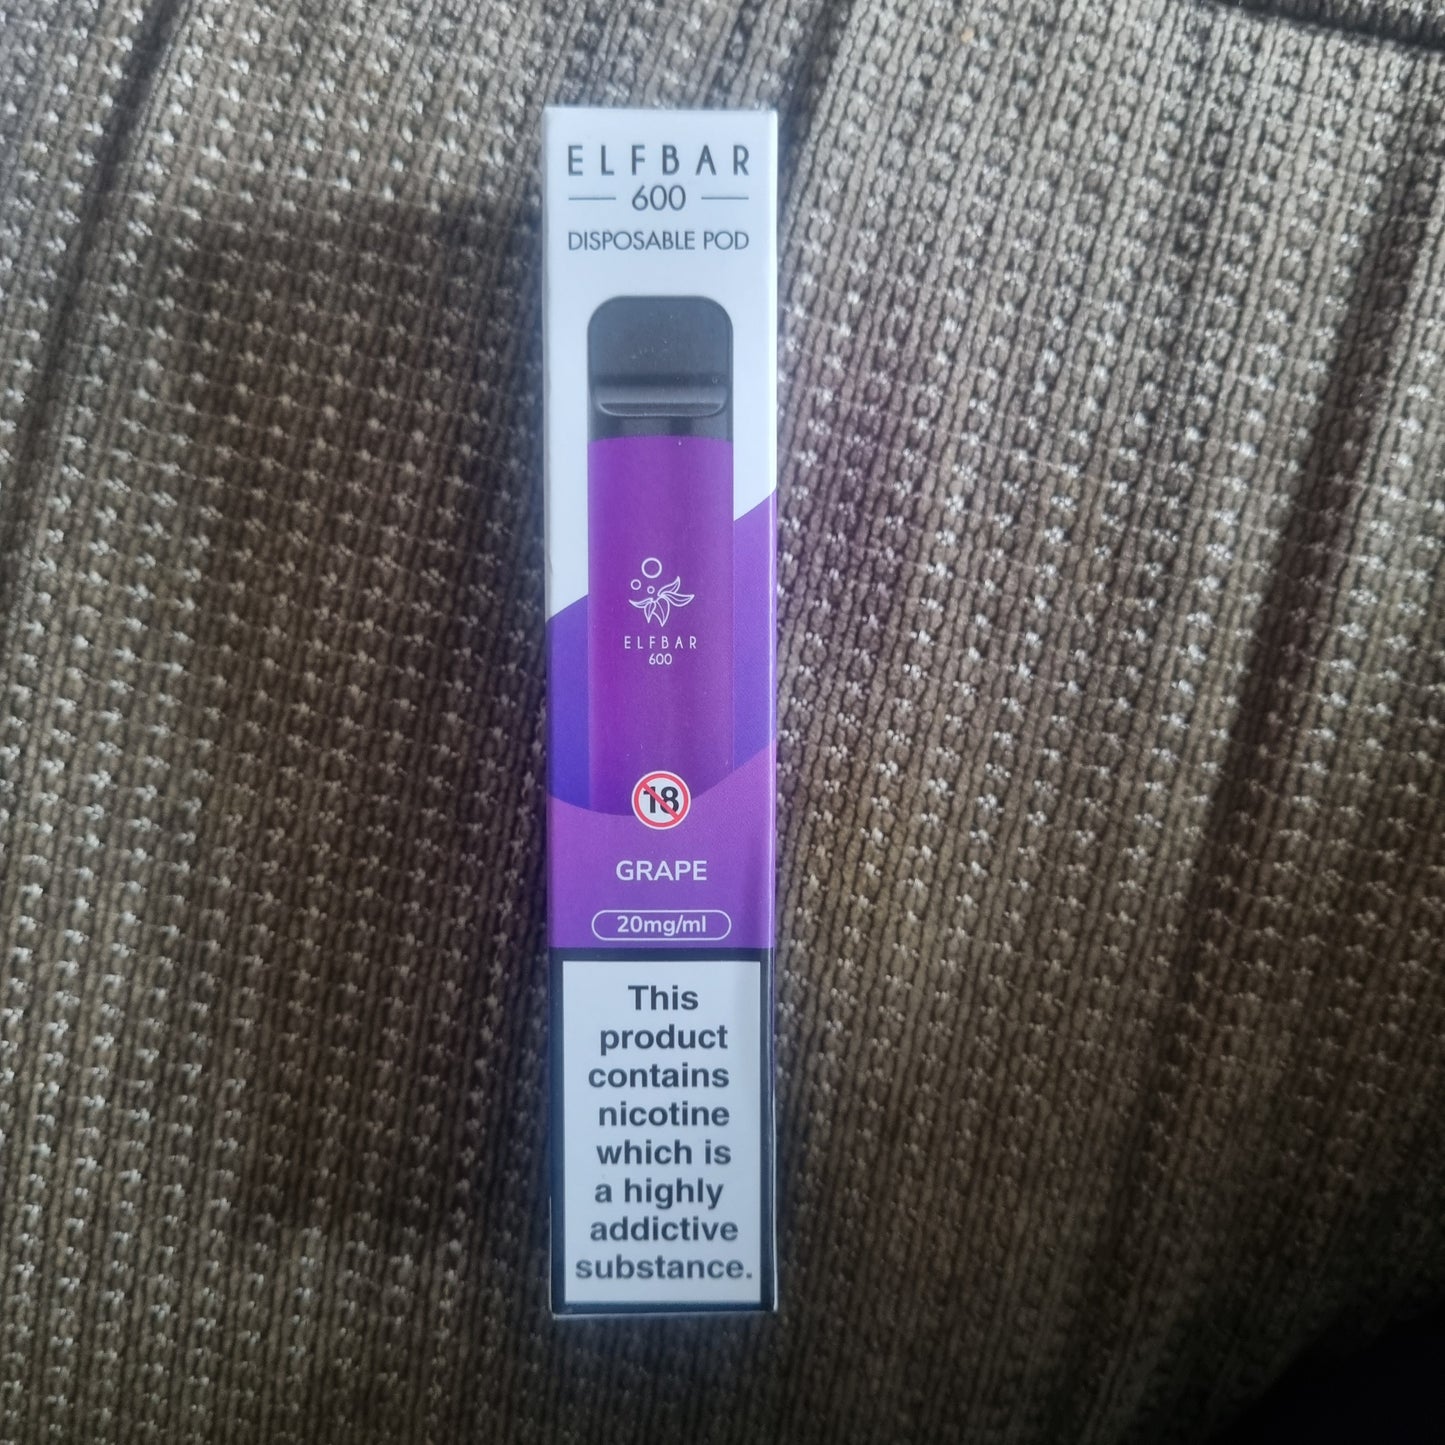 ELFBAR
600
DISPOSABLE POD
ELFBAR
600
18
GRAPE
20mg/ml
This
product
contains
nicotine
which is
a highly
addictive
substance.